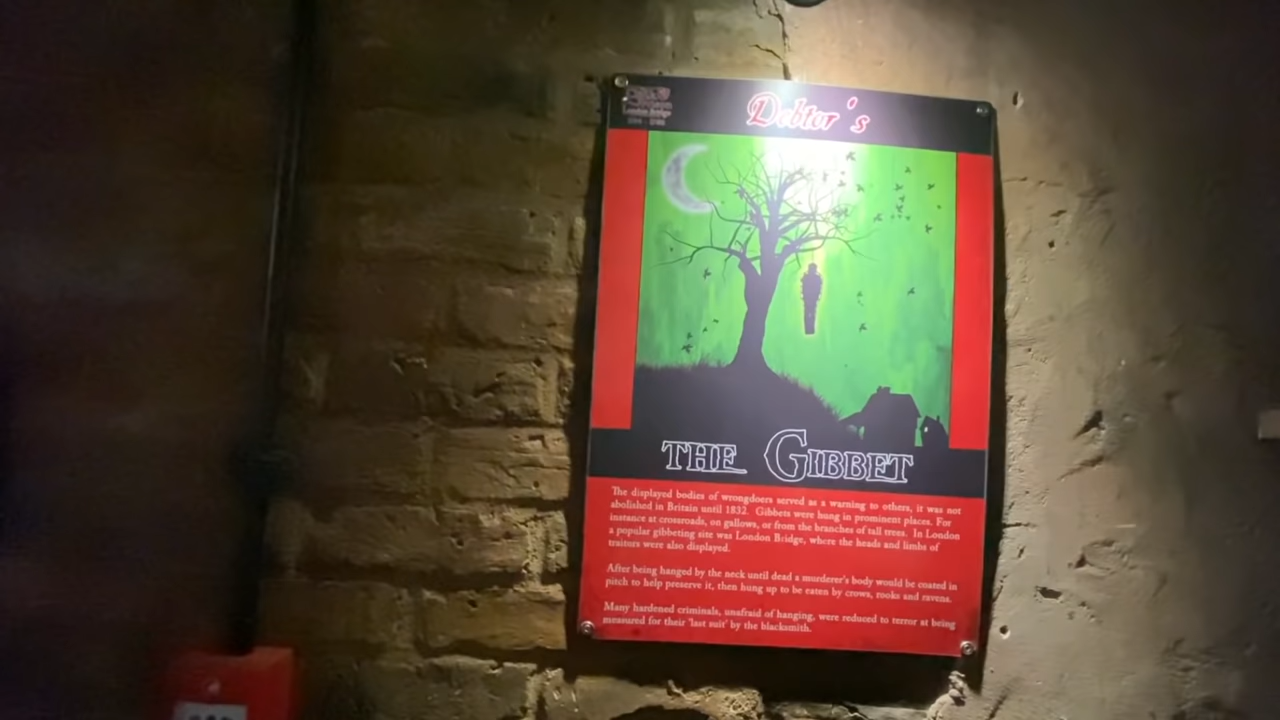 Debtor's
THE GIBBET
The displayed bodies of wrongdoers served as a warning to others, it was not
abolished in Britain until 1832. Gibbets were hung in prominent places. For
instance at crossroads, on gallows, or from the branches of tall trees. In London
a popular gibbeting site was London Bridge, where the heads and limbs of
traitors were also displayed.
After being hanged by the neck until dead a murderer's body would be coated in
pitch to help preserve it, then hung up to be eaten by crows, rooks and ravens.
Many hardened criminals, unafraid of hanging, were reduced to terror at being
measured for their 'last suit' by the blacksmith.